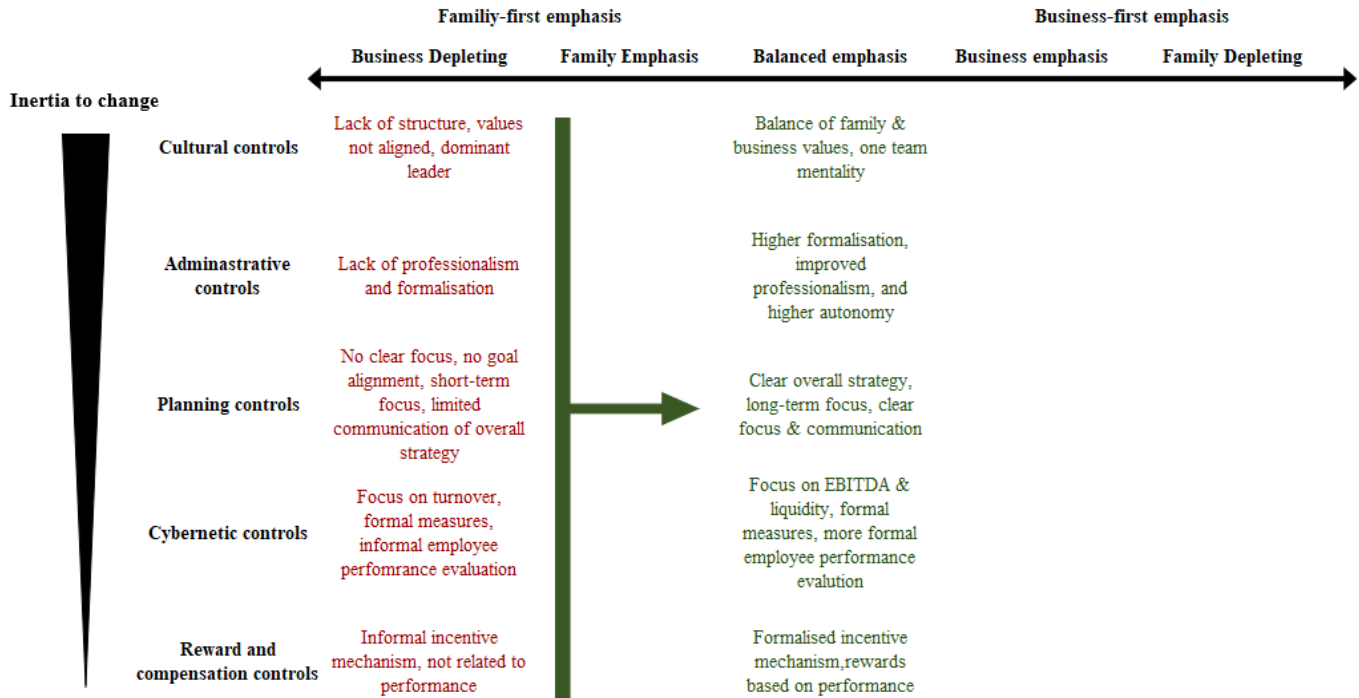 Familiy-first emphasis
Business-first emphasis
Business Depleting
Family Emphasis
Balanced emphasis
Business emphasis
Family Depleting
Inertia to change
Cultural controls
Lack of structure, values
not aligned, dominant
leader
Balance of family &
business values, one team
mentality
Adminastrative
controls
Lack of professionalism
and formalisation
Higher formalisation,
improved
professionalism, and
higher autonomy
Planning controls
No clear focus, no goal
alignment, short-term
focus, limited
communication of overall
strategy
Clear overall strategy,
long-term focus, clear
focus & communication
Cybernetic controls
Focus on turnover,
formal measures,
informal employee
perfomrance evaluation
Focus on EBITDA &
liquidity, formal
measures, more formal
employee performance
evalution
Reward and
compensation controls
Informal incentive
mechanism, not related to
performance
Formalised incentive
mechanism,rewards
based on performance